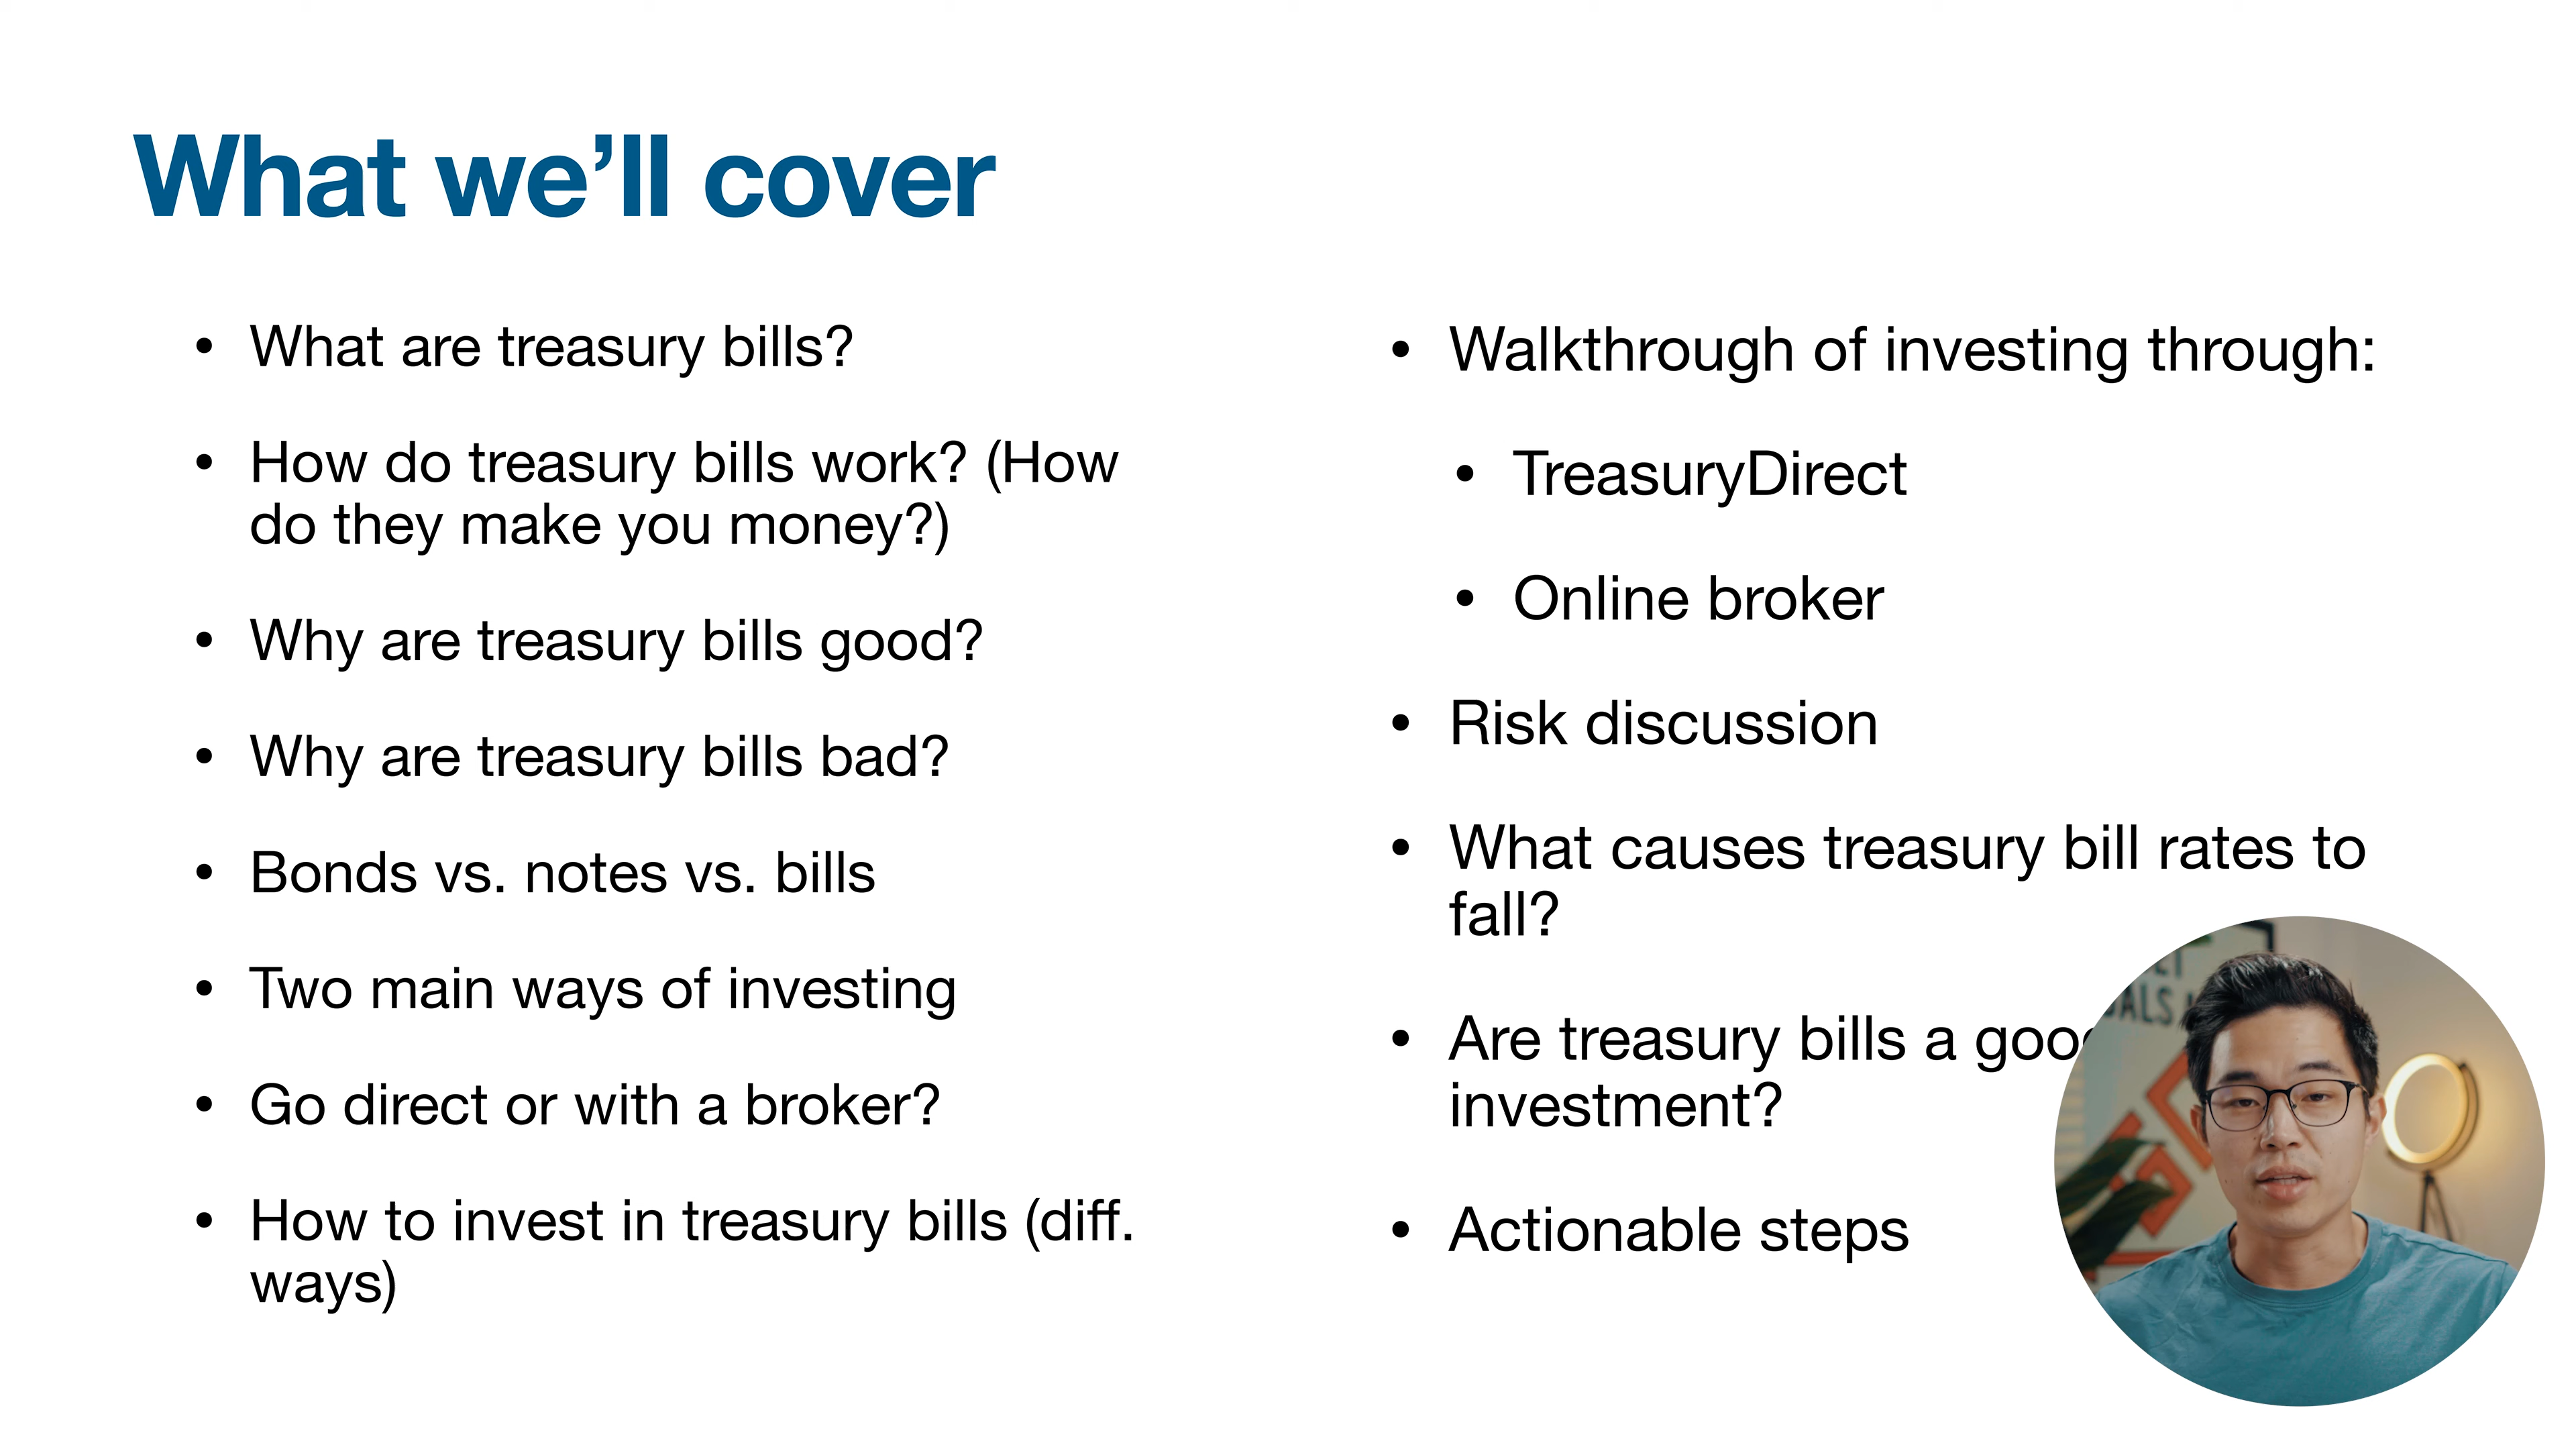 What we’ll cover
• What are treasury bills?
• How do treasury bills work? (How
do they make you money?)
• Why are treasury bills good?
• Why are treasury bills bad?
• Bonds vs. notes vs. bills
• Two main ways of investing
• Go direct or with a broker?
• How to invest in treasury bills (diff.
ways)
• Walkthrough of investing through:
• TreasuryDirect
• Online broker
• Risk discussion
• What causes treasury bill rates to
fall?
• Are treasury bills a
investment?
• Actionable steps